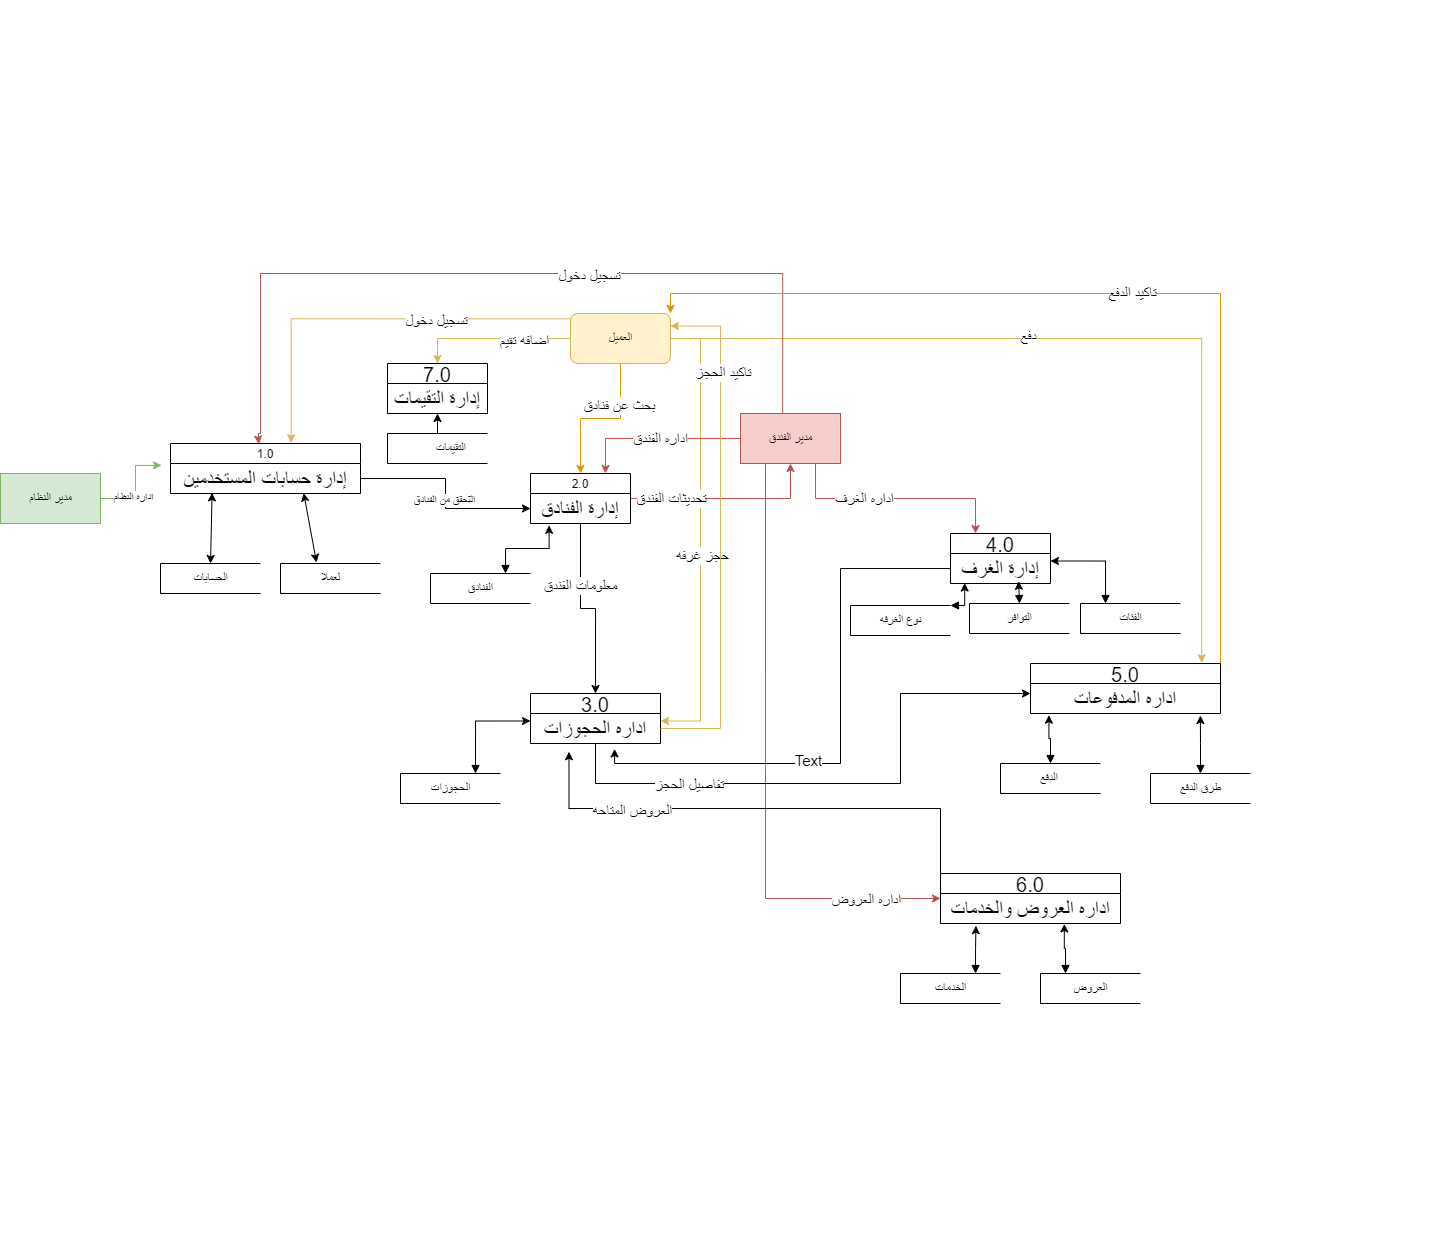 تسجيل دخول
تاكيد الدفع
تسجيل دخول
العميل
اضافه تقيم
دفع
7.0
إدارة التقيمات
تاكيد الحجز
بحث عن فنادق
التقيمات
اداره الفندق
مدير الفندق
1.0
إدارة حسابات المستخدمين
مدير النظام
اداره النظام
التحقق من الفنادق
2.0
إدارة الفنادق
تحديثات الفندق
اداره الغرف
حجز غرفه
4.0
إدارة الغرف
الحسابات
لعملا
الفنادق
معلومات الفندق
نوع الغرفه
التوافر
الفئات
5.0
اداره المدفوعات
3.0
اداره الحجوزات
Text
الحجوزات
تفاصيل الحجز
الدفع
طرق الدفع
العروض المتاحه
6.0
اداره العروض والخدمات
اداره العروض
الخدمات
العروض